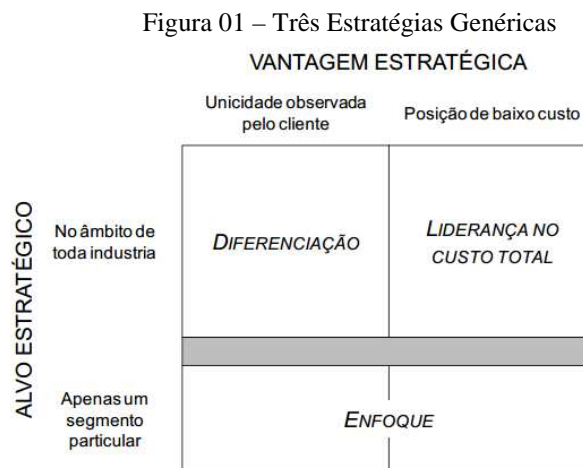 Figura 01 – Três Estratégias Genéricas
VANTAGEM ESTRATÉGICA
Unicidade observada
pelo cliente
Posição de baixo custo
ALVO ESTRATÉGICO
No âmbito de
toda industria
DIFERENCIAÇÃO
LIDERANÇA NO
CUSTO TOTAL
Apenas um
segmento
particular
ENFOQUE